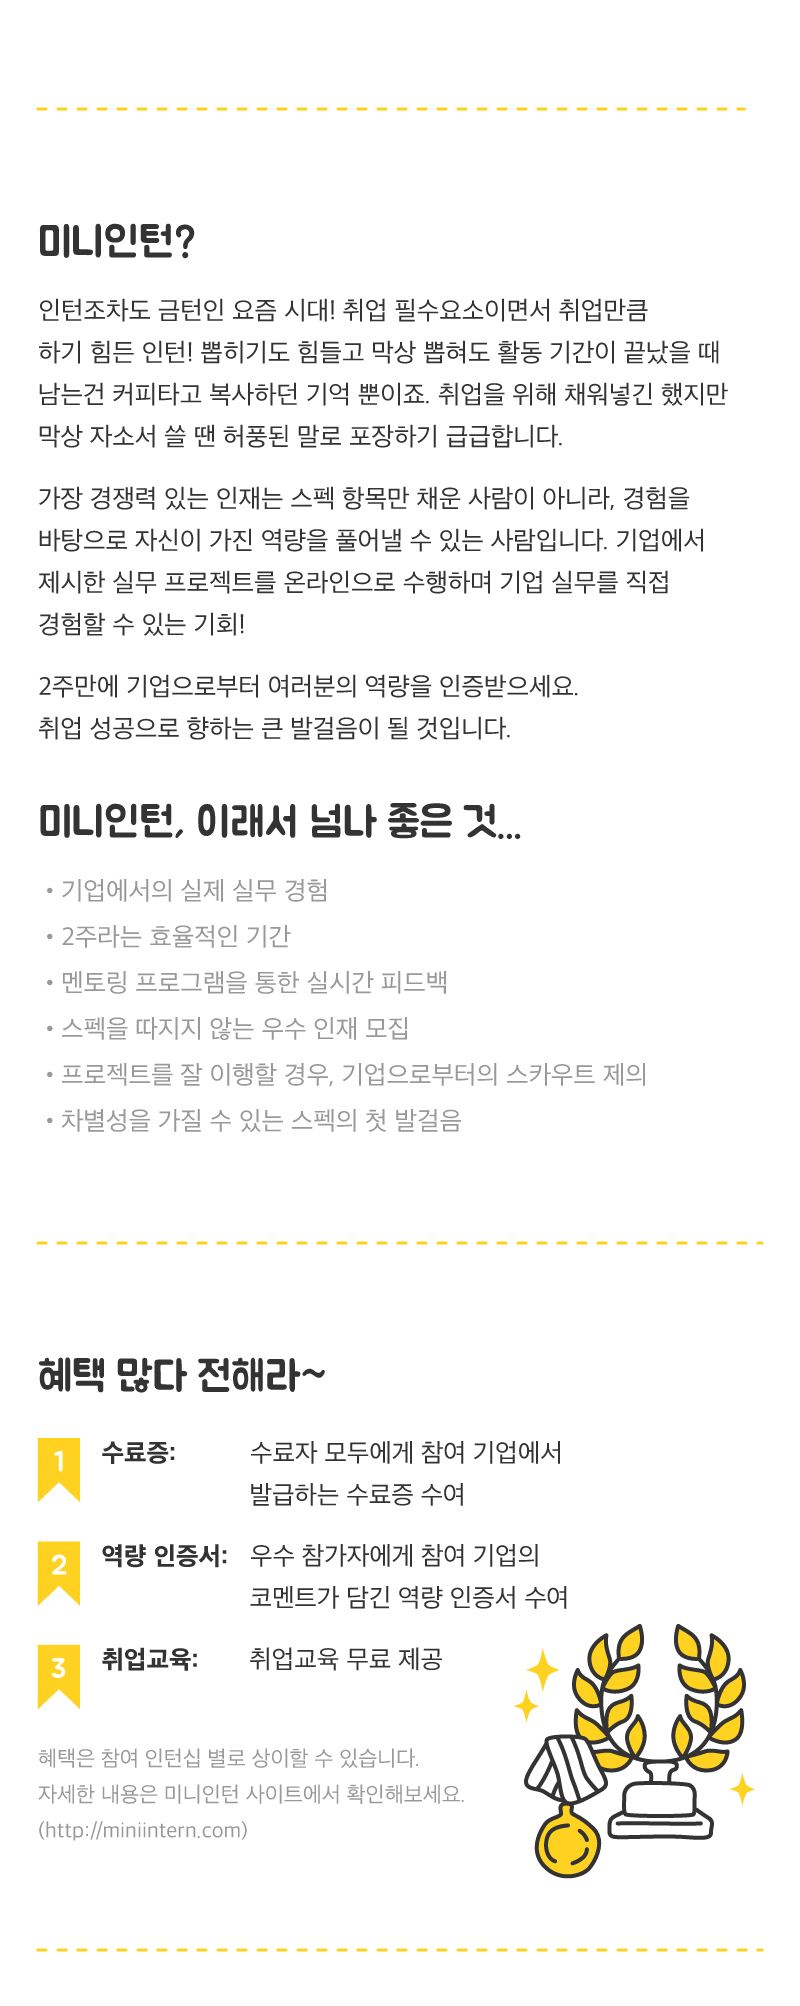 미니인턴?
인턴조차도 금턴인 요즘 시대! 취업 필수요소이면서 취업만큼
하기 힘든 인턴! 뽑히기도 힘들고 막상 뽑혀도 활동 기간이 끝났을 때
남는건 커피타고 복사하던 기억 뿐이죠. 취업을 위해 채워넣긴 했지만
막상 자소서 쓸 땐 허풍된 말로 포장하기 급급합니다.
가장 경쟁력 있는 인재는 스펙 항목만 채운 사람이 아니라, 경험을
바탕으로 자신이 가진 역량을 풀어낼 수 있는 사람입니다. 기업에서
제시한 실무 프로젝트를 온라인으로 수행하며 기업 실무를 직접
경험할 수 있는 기회!
2주만에 기업으로부터 여러분의 역량을 인증받으세요.
취업 성공으로 향하는 큰 발걸음이 될 것입니다.
미니인턴, 이래서 넘나 좋은 것...
• 기업에서의 실제 실무 경험
• 2주라는 효율적인 기간
• 멘토링 프로그램을 통한 실시간 피드백
• 스펙을 따지지 않는 우수 인재 모집
• 프로젝트를 잘 이행할 경우, 기업으로부터의 스카우트 제의
• 차별성을 가질 수 있는 스펙의 첫 발걸음
혜택 많다 전해라~
1 수료증: 수료자 모두에게 참여 기업에서
발급하는 수료증 수여
2 역량 인증서: 우수 참가자에게 참여 기업의
코멘트가 담긴 역량 인증서 수여
3 취업교육: 취업교육 무료 제공
혜택은 참여 인턴십 별로 상이할 수 있습니다.
자세한 내용은 미니인턴 사이트에서 확인해보세요.
(http://miniintern.com)